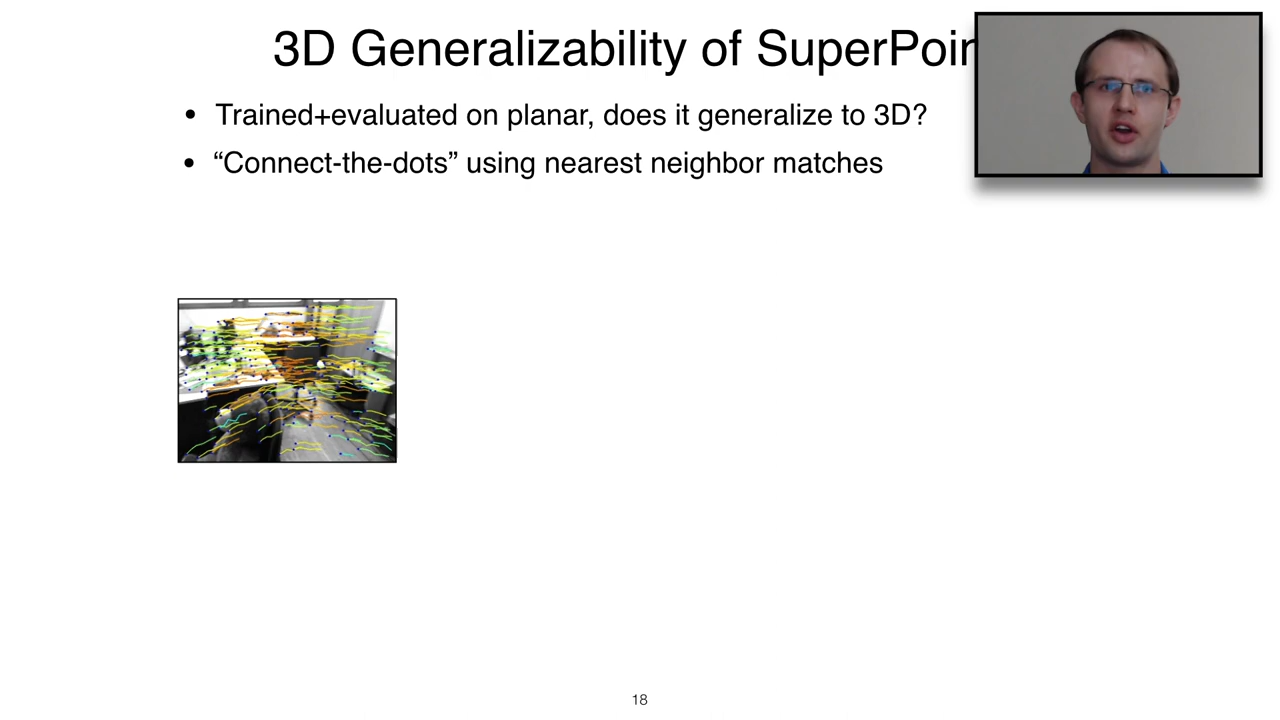 3D Generalizability of SuperPoin
• Trained+evaluated on planar, does it generalize to 3D?
• “Connect-the-dots” using nearest neighbor matches
18